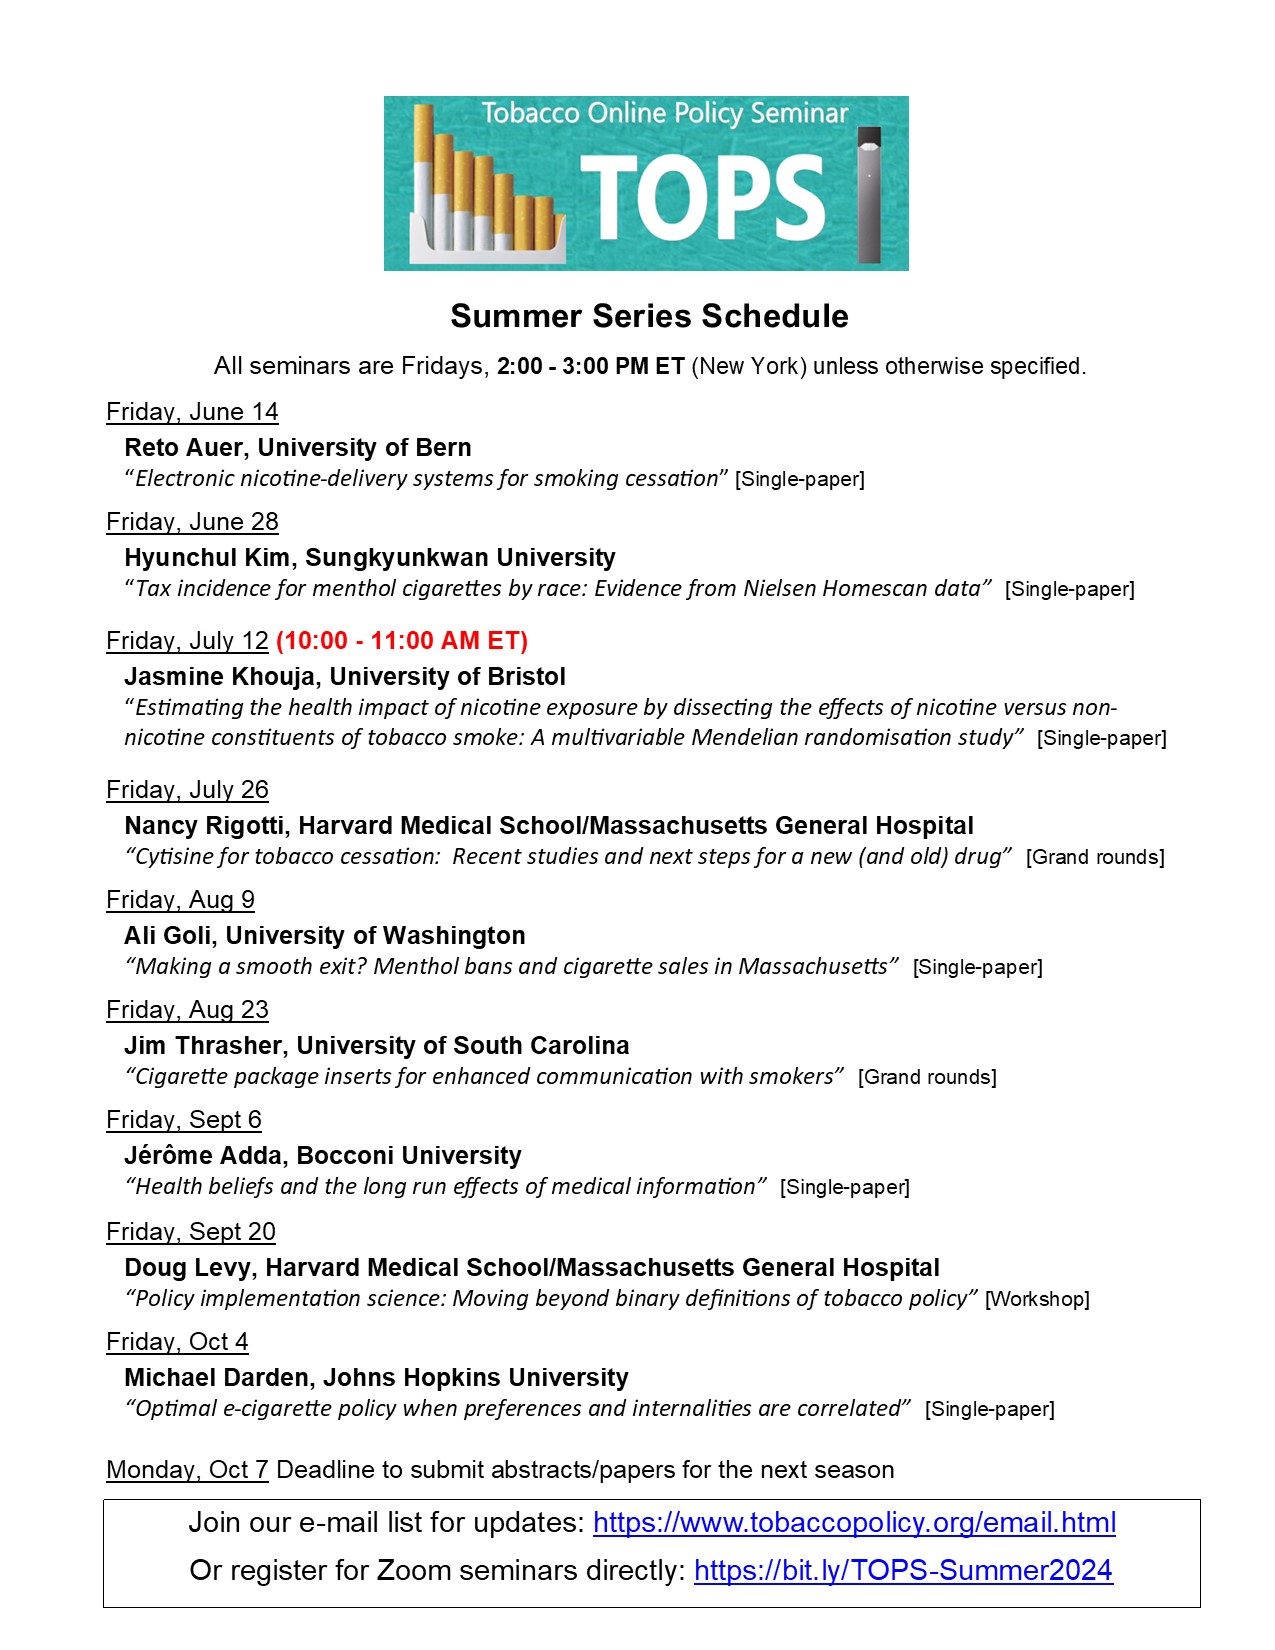 Tobacco Online Policy Seminar
TOPS
Summer Series Schedule
All seminars are Fridays, 2:00 - 3:00 PM ET (New York) unless otherwise specified.
Friday, June 14
Reto Auer, University of Bern
“Electronic nicotine-delivery systems for smoking cessation” [Single-paper]
Friday, June 28
Hyunchul Kim, Sungkyunkwan University
“Tax incidence for menthol cigarettes by race: Evidence from Nielsen Homescan data” [Single-paper]
Friday, July 12 (10:00 - 11:00 AM ET)
Jasmine Khouja, University of Bristol
“Estimating the health impact of nicotine exposure by dissecting the effects of nicotine versus non-
nicotine constituents of tobacco smoke: A multivariable Mendelian randomisation study” [Single-paper]
Friday, July 26
Nancy Rigotti, Harvard Medical School/Massachusetts General Hospital
“Cytisine for tobacco cessation:  Recent studies and next steps for a new (and old) drug” [Grand rounds]
Friday, Aug 9
Ali Goli, University of Washington
“Making a smooth exit? Menthol bans and cigarette sales in Massachusetts” [Single-paper]
Friday, Aug 23
Jim Thrasher, University of South Carolina
“Cigarette package inserts for enhanced communication with smokers” [Grand rounds]
Friday, Sept 6
Jérôme Adda, Bocconi University
“Health beliefs and the long run effects of medical information” [Single-paper]
Friday, Sept 20
Doug Levy, Harvard Medical School/Massachusetts General Hospital
“Policy implementation science: Moving beyond binary definitions of tobacco policy” [Workshop]
Friday, Oct 4
Michael Darden, Johns Hopkins University
“Optimal e-cigarette policy when preferences and internalities are correlated” [Single-paper]
Monday, Oct 7 Deadline to submit abstracts/papers for the next season
Join our e-mail list for updates: https://www.tobaccopolicy.org/email.html
Or register for Zoom seminars directly: https://bit.ly/TOPS-Summer2024